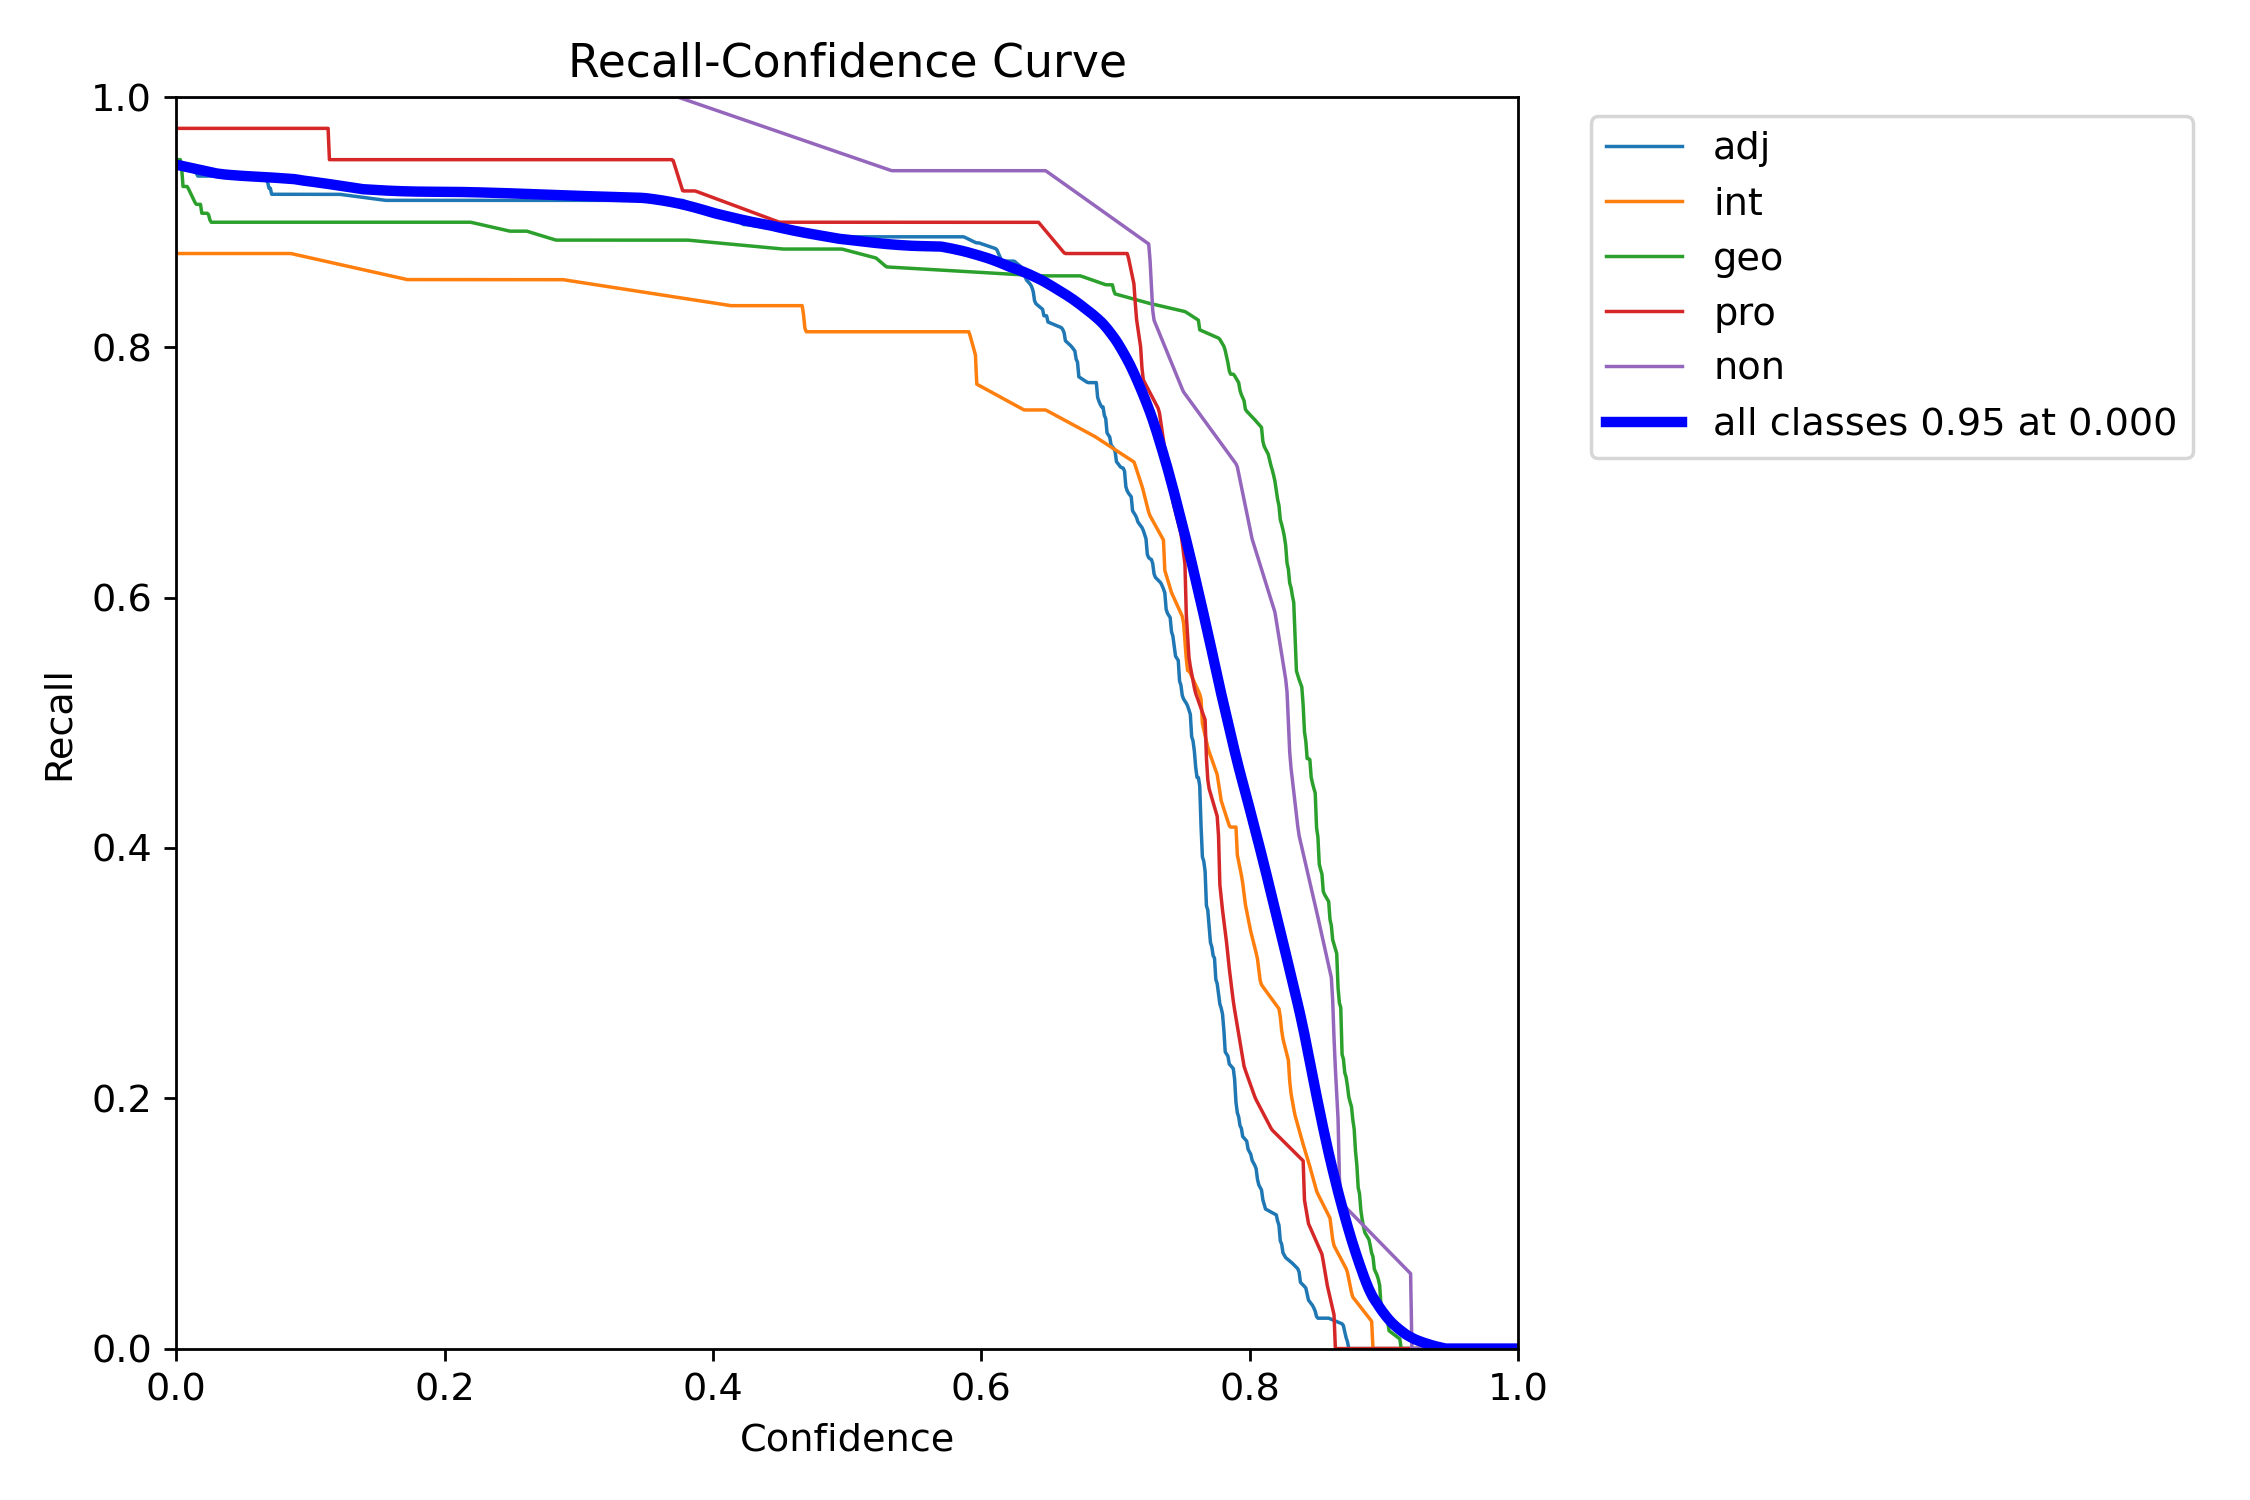 Recall-Confidence Curve
1.0
0.8
0.6
0.4
0.2
0.0
Recall
0.0 0.2 0.4 0.6 0.8 1.0
Confidence
adj
int
geo
pro
non
all classes 0.95 at 0.000